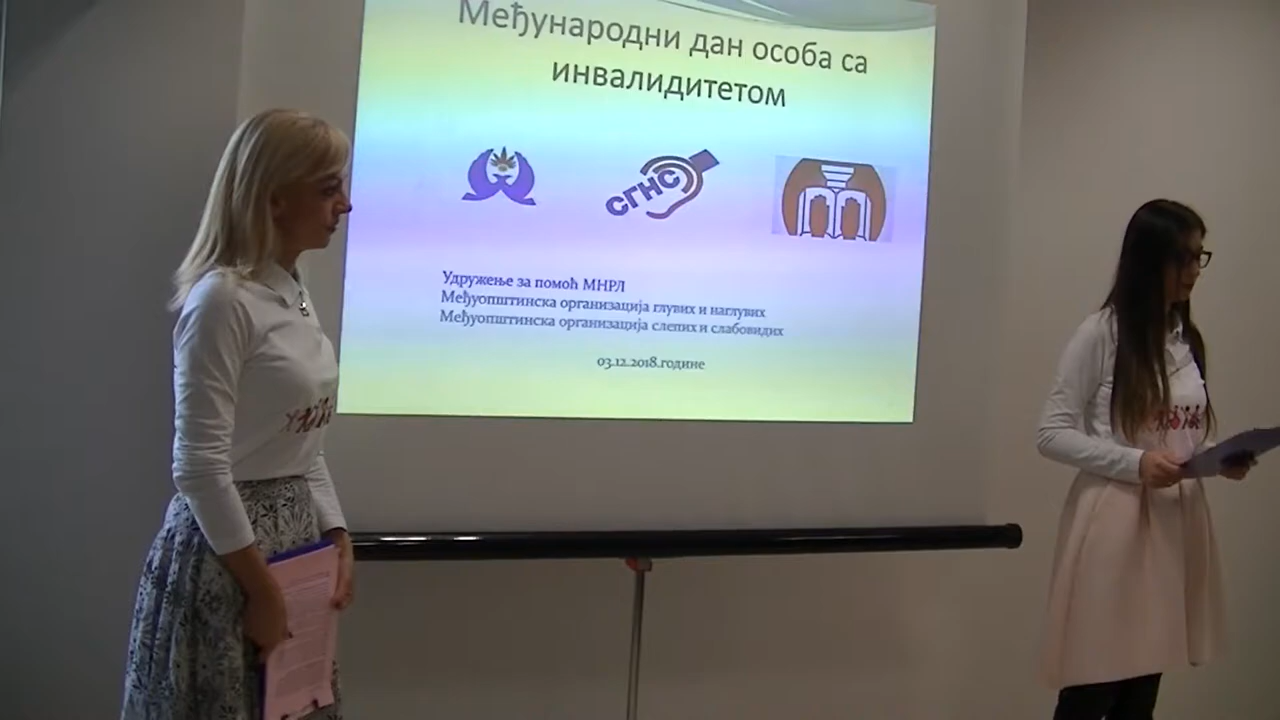 Међународни дан особа са
инвалидитетом
СГНС
Удружење за помоћ МНРЛ
Међуопштинска организација глувих и наглувих
Међуопштинска организација слепих и слабовидих
03.12.2018.године